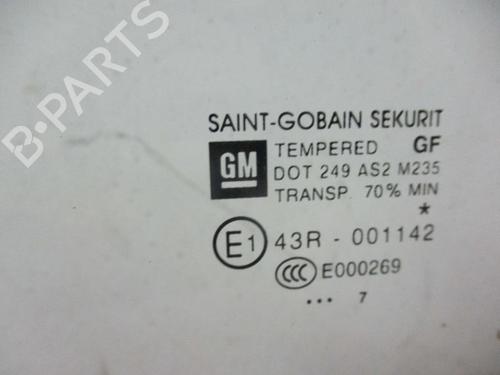 B-PARTS
SAINT-GOBAIN SEKURIT
GM TEMPERED GF
DOT 249 AS2 M235
TRANSP. 70% MIN
*
E1 43R - 001142
CCC E000269
... 7